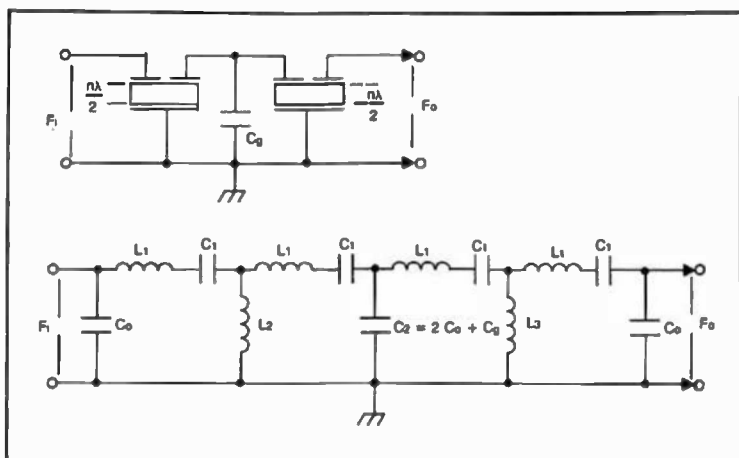 nλ
2
nλ
2
Fi
Cg
Fo
L1 C1 L1 C1 L1 C1 L1 C1
Fi
Co
L2
C2 = 2 Co + Cg
L3
Co
Fo